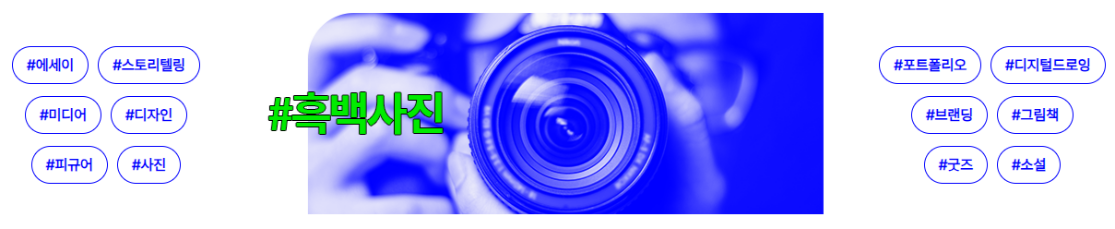 #에세이 #스토리텔링
#미디어 #디자인
#피규어 #사진
#흑백사진
#포트폴리오 #디지털드로잉
#브랜딩 #그림책
#굿즈 #소설